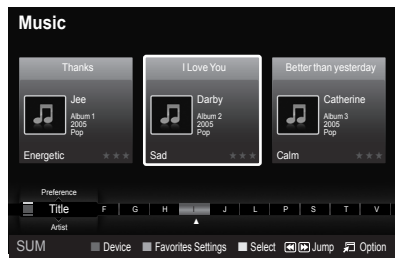 Music
Thanks
I Love You
Better than yesterday
Jee
Album 1
2005
Pop
Energetic
Darby
Album 2
2005
Pop
Sad
Catherine
Album 3
2005
Pop
Calm
Preference
Title F G H I J L P S T V
Artist
SUM Device Favorites Settings Select Jump Option